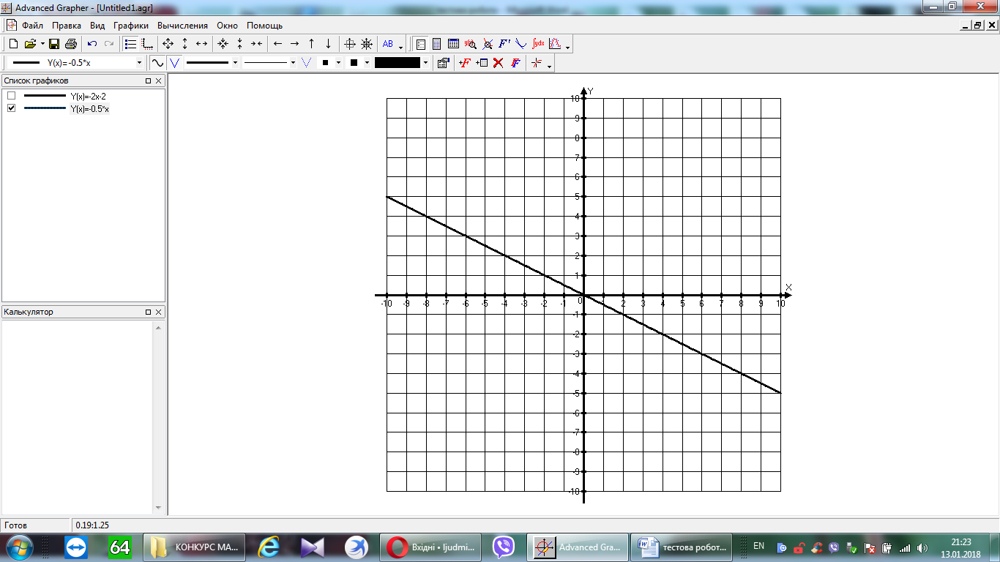 Advanced Grapher - [Untitled1.agr]
Файл Правка Вид Графики Вычисления Окно Помощь
AB F' ∫ydx
Y(x)=-0.5*x +F F
Список графиков
Y(x)=-2x-2
Y(x)=-0.5*x
Y
10
9
8
7
6
5
4
3
2
1
X
-10 -9 -8 -7 -6 -5 -4 -3 -2 -1 0 2 3 4 5 6 7 8 9 10
-1
-2
-3
-4
-5
-6
-7
-8
-9
-10
Калькулятор
Готов 0.19:1.25
64 КОНКУРС МА... Вхідні • ljudmi... Advanced Gra... тестова робот... EN 21:23
13.01.2018